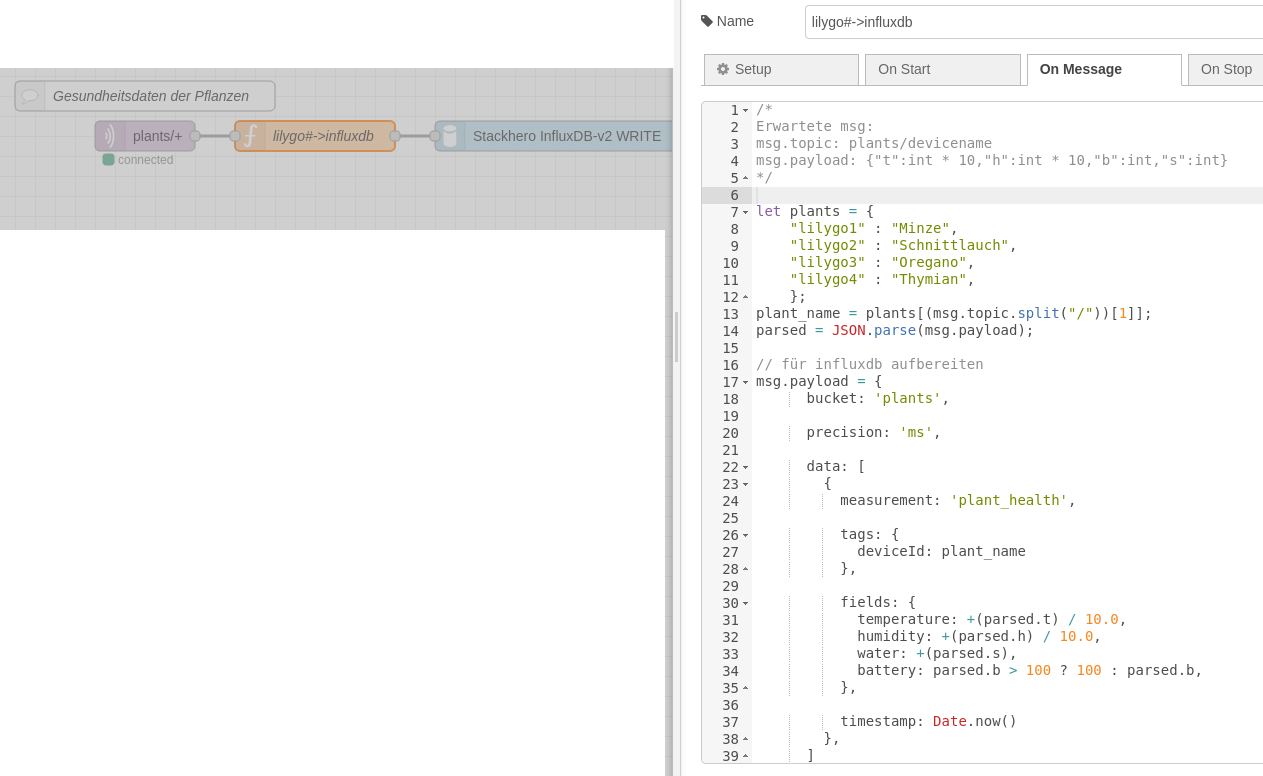 Gesundheitsdaten der Pflanzen
plants/+
connected
lilygo#->influxdb
Stackhero InfluxDB-v2 WRITE
Name
lilygo#->influxdb
Setup
On Start
On Message
On Stop
1 /*
2 Erwartete msg:
3 msg.topic: plants/devicename
4 msg.payload: {"t":int * 10,"h":int * 10,"b":int,"s":int}
5 */
6
7 let plants = {
8     "lilygo1" : "Minze",
9     "lilygo2" : "Schnittlauch",
10     "lilygo3" : "Oregano",
11     "lilygo4" : "Thymian",
12     };
13 plant_name = plants[(msg.topic.split("/"))[1]];
14 parsed = JSON.parse(msg.payload);
15
16 // für influxdb aufbereiten
17 msg.payload = {
18       bucket: 'plants',
19
20       precision: 'ms',
21
22       data: [
23         {
24           measurement: 'plant_health',
25
26           tags: {
27             deviceId: plant_name
28           },
29
30           fields: {
31             temperature: +(parsed.t) / 10.0,
32             humidity: +(parsed.h) / 10.0,
33             water: +(parsed.s),
34             battery: parsed.b > 100 ? 100 : parsed.b,
35           },
36
37           timestamp: Date.now()
38         },
39       ]